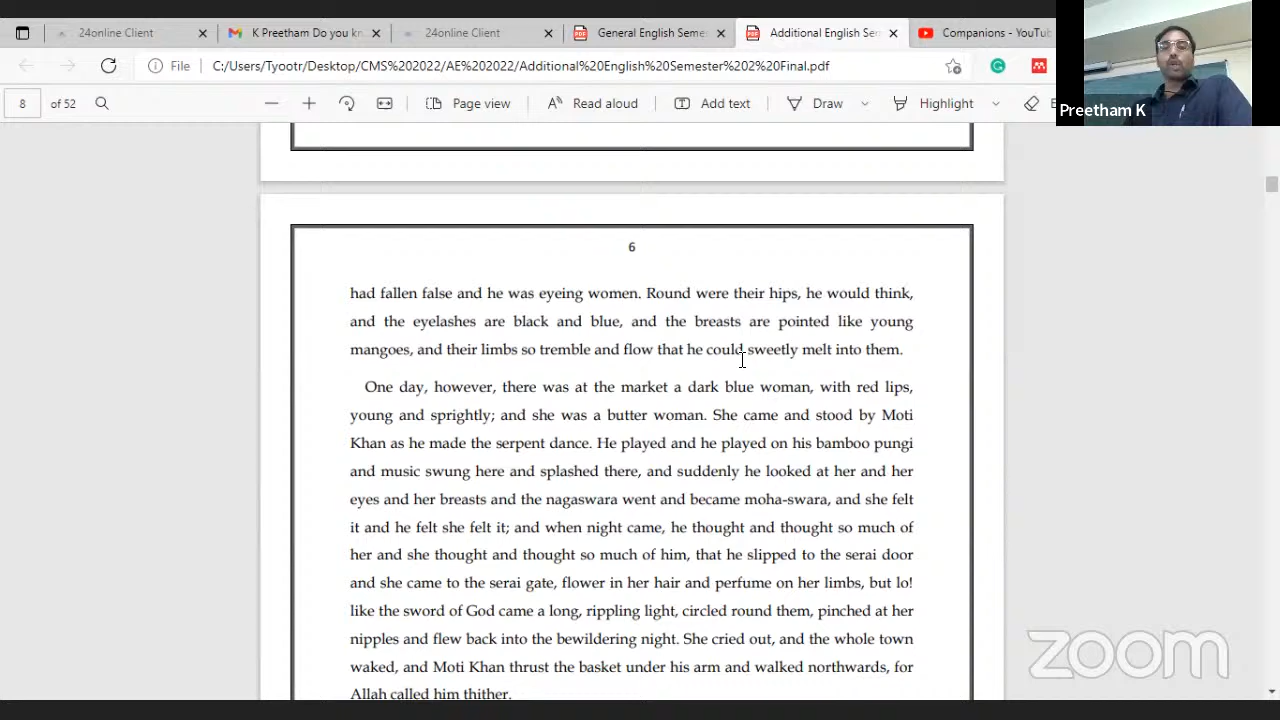 24online Client
K Preetham Do you kn
24online Client
General English Seme
Additional English Sem
Companions - YouTub
File
C:/Users/Tyootr/Desktop/CMS%202022/AE%202022/Additional%20English%20Semester%202%20Final.pdf
8 of 52
Page view
Read aloud
Add text
Draw
Highlight
Preetham K
6
had fallen false and he was eyeing women. Round were their hips, he would think,
and the eyelashes are black and blue, and the breasts are pointed like young
mangoes, and their limbs so tremble and flow that he could sweetly melt into them.
One day, however, there was at the market a dark blue woman, with red lips,
young and sprightly; and she was a butter woman. She came and stood by Moti
Khan as he made the serpent dance. He played and he played on his bamboo pungi
and music swung here and splashed there, and suddenly he looked at her and her
eyes and her breasts and the nagaswara went and became moha-swara, and she felt
it and he felt she felt it; and when night came, he thought and thought so much of
her and she thought and thought so much of him, that he slipped to the serai door
and she came to the serai gate, flower in her hair and perfume on her limbs, but lo!
like the sword of God came a long, rippling light, circled round them, pinched at her
nipples and flew back into the bewildering night. She cried out, and the whole town
waked, and Moti Khan thrust the basket under his arm and walked northwards, for
Allah called him thither.
zoom